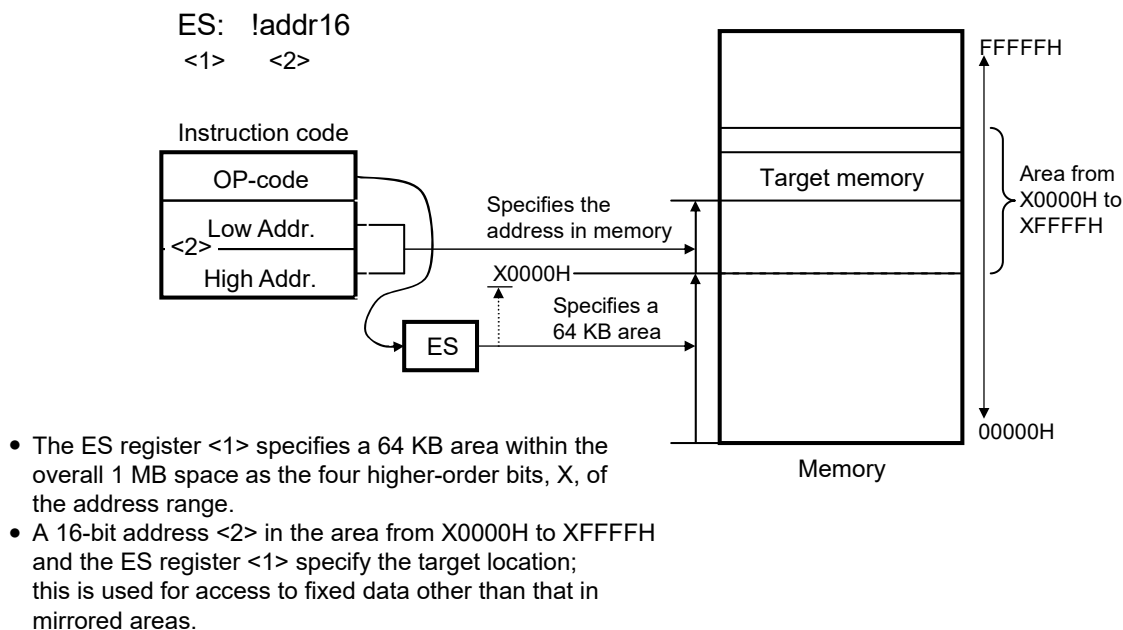 ES: !addr16
<1> <2>
Instruction code
OP-code
Low Addr.
<2>
High Addr.
ES
Specifies the
address in memory
X0000H
Specifies a
64 KB area
Target memory
Memory
FFFFFH
Area from
X0000H to
XFFFFH
00000H
• The ES register <1> specifies a 64 KB area within the
overall 1 MB space as the four higher-order bits, X, of
the address range.
• A 16-bit address <2> in the area from X0000H to XFFFFH
and the ES register <1> specify the target location;
this is used for access to fixed data other than that in
mirrored areas.